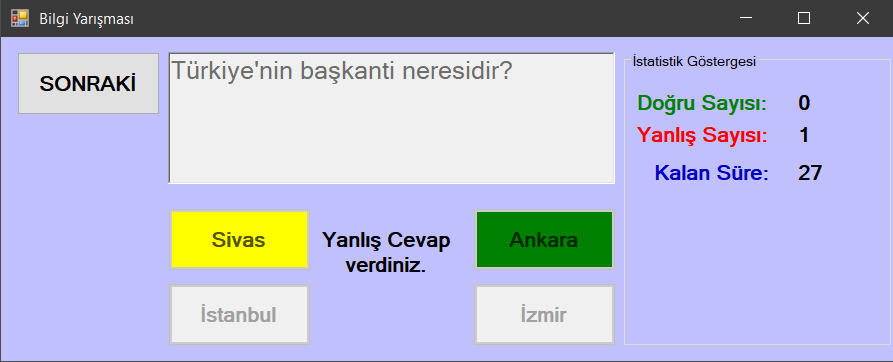 Bilgi Yarışması
SONRAKİ
Türkiye'nin başkanti neresidir?
İstatistik Göstergesi
Doğru Sayısı: 0
Yanlış Sayısı: 1
Kalan Süre: 27
Sivas
Yanlış Cevap
verdiniz.
Ankara
İstanbul
İzmir